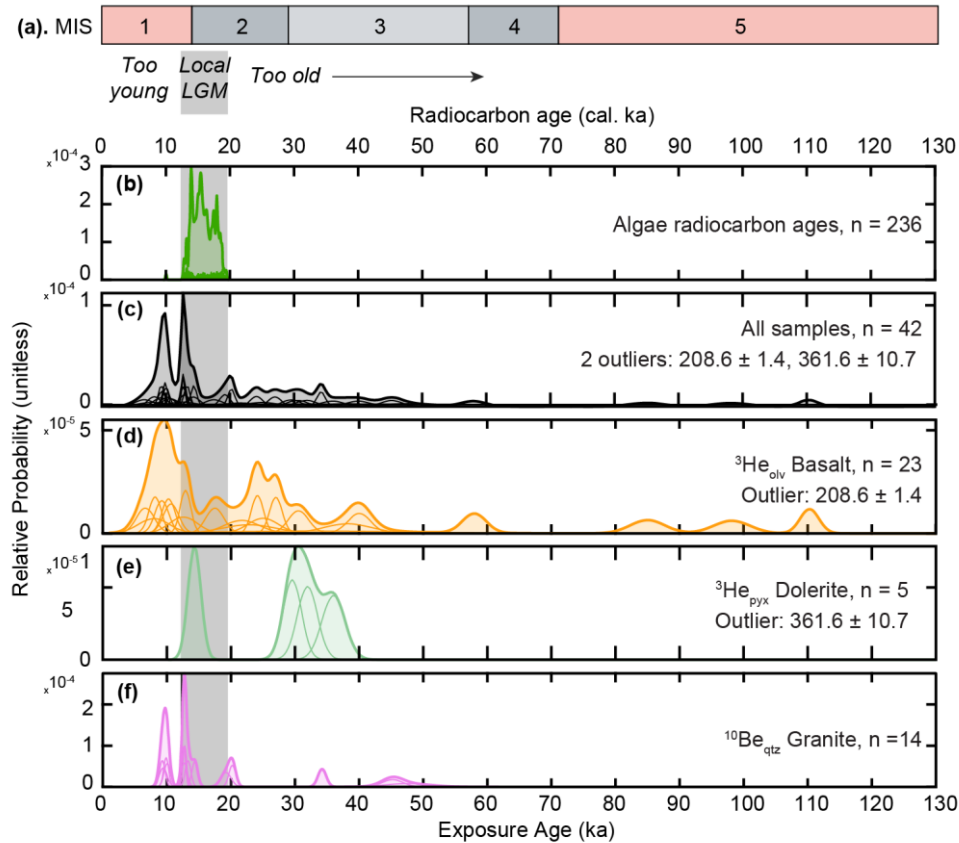 (a). MIS 1 2 3 4 5
Too young
Local LGM
Too old
Radiocarbon age (cal. ka)
0 10 20 30 40 50 60 70 80 90 100 110 120 130
x10⁻⁴
3
2
1
0
(b)
Algae radiocarbon ages, n = 236
x10⁻⁴
1
0
(c)
All samples, n = 42
2 outliers: 208.6 ± 1.4, 361.6 ± 10.7
Relative Probability (unitless)
x10⁻⁵
5
0
(d)
³Heₒₗᵥ Basalt, n = 23
Outlier: 208.6 ± 1.4
x10⁻⁵
1
5
0
(e)
³He_pyx Dolerite, n = 5
Outlier: 361.6 ± 10.7
x10⁻⁴
2
1
0
(f)
¹⁰Be_qtz Granite, n =14
0 10 20 30 40 50 60 70 80 90 100 110 120 130
Exposure Age (ka)